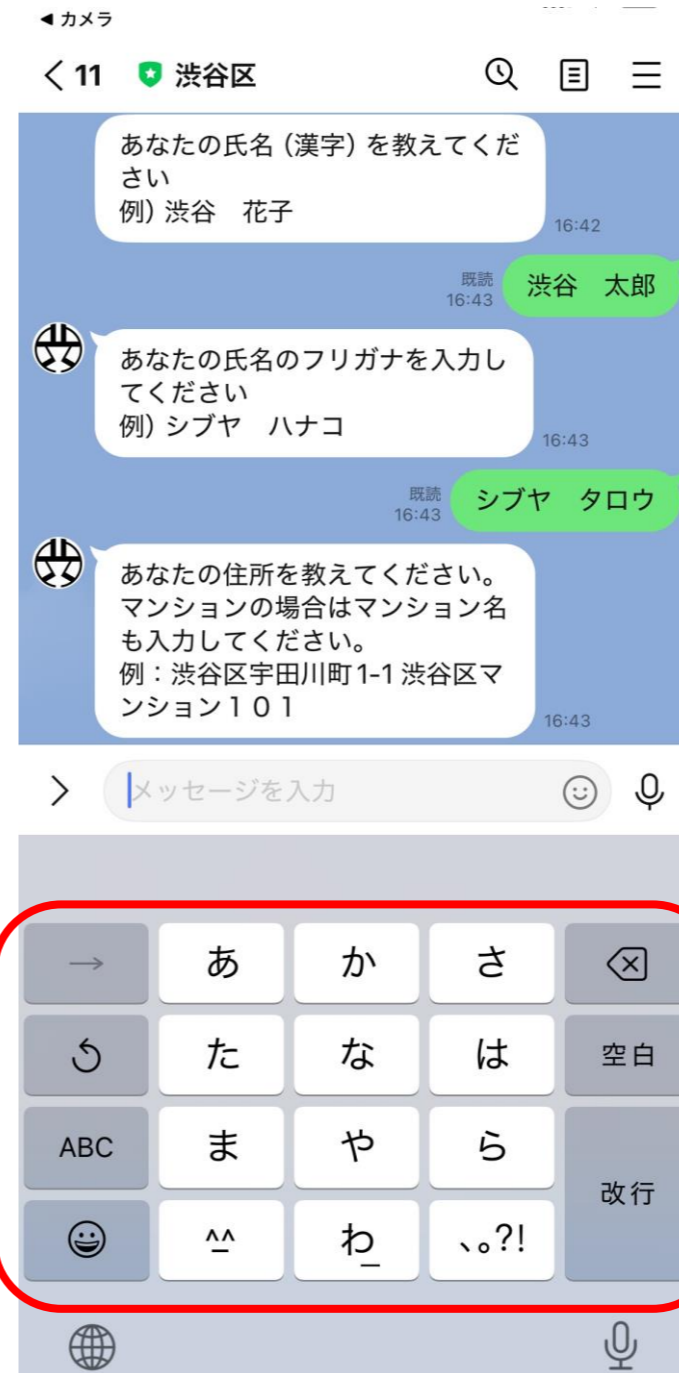 ◀カメラ
11 渋谷区
あなたの氏名（漢字）を教えてくだ
さい
例）渋谷　花子
16:42
既読
16:43
渋谷　太郎
あなたの氏名のフリガナを入力し
てください
例）シブヤ　ハナコ
16:43
既読
16:43
シブヤ　タロウ
あなたの住所を教えてください。
マンションの場合はマンション名
も入力してください。
例：渋谷区宇田川町1-1 渋谷区マ
ンション１０１
16:43
メッセージを入力
→ あ か さ
た な は 空白
ABC ま や ら
改行
^^ わ 、。?!